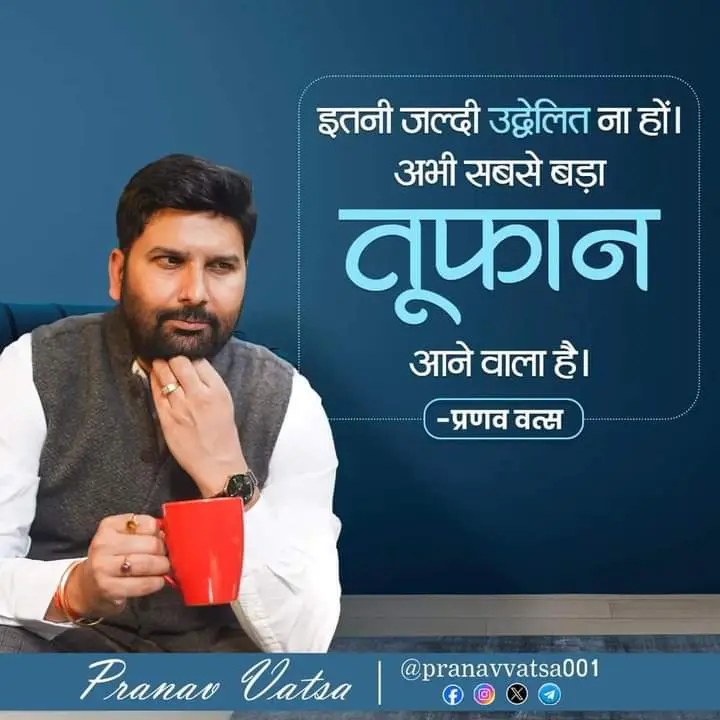 इतनी जल्दी उद्वेलित ना हों।
अभी सबसे बड़ा
तूफान
आने वाला है।
-प्रणव वत्स
Pranav Vatsa | @pranavvatsa001